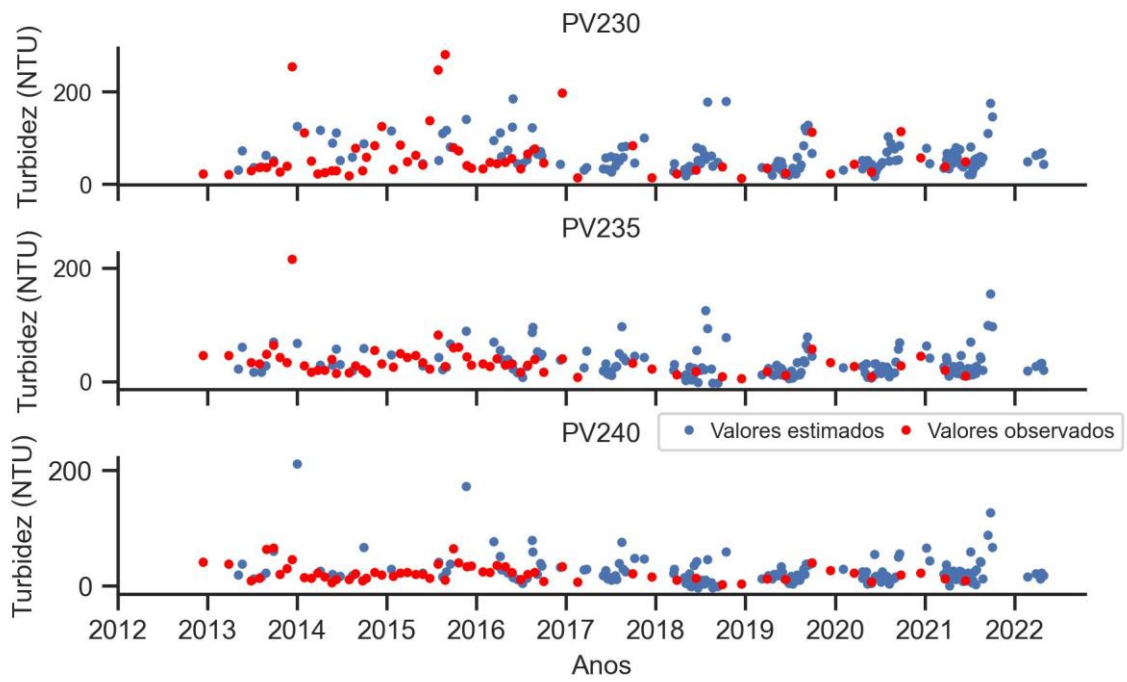 PV230
Turbidez (NTU)
200
0
PV235
Turbidez (NTU)
200
0
PV240
Valores estimados Valores observados
Turbidez (NTU)
200
0
2012 2013 2014 2015 2016 2017 2018 2019 2020 2021 2022
Anos